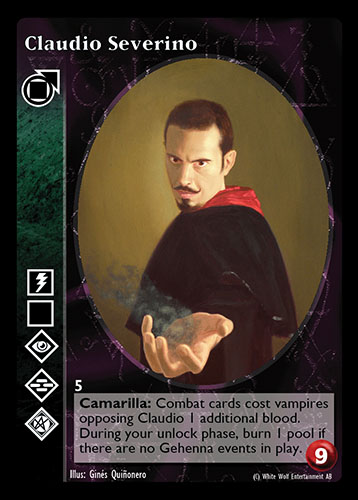 Claudio Severino
5
Camarilla: Combat cards cost vampires
opposing Claudio 1 additional blood.
During your unlock phase, burn 1 pool if
there are no Gehenna events in play.
9
Illus: Ginés Quiñonero
(C) White Wolf Entertainment AB